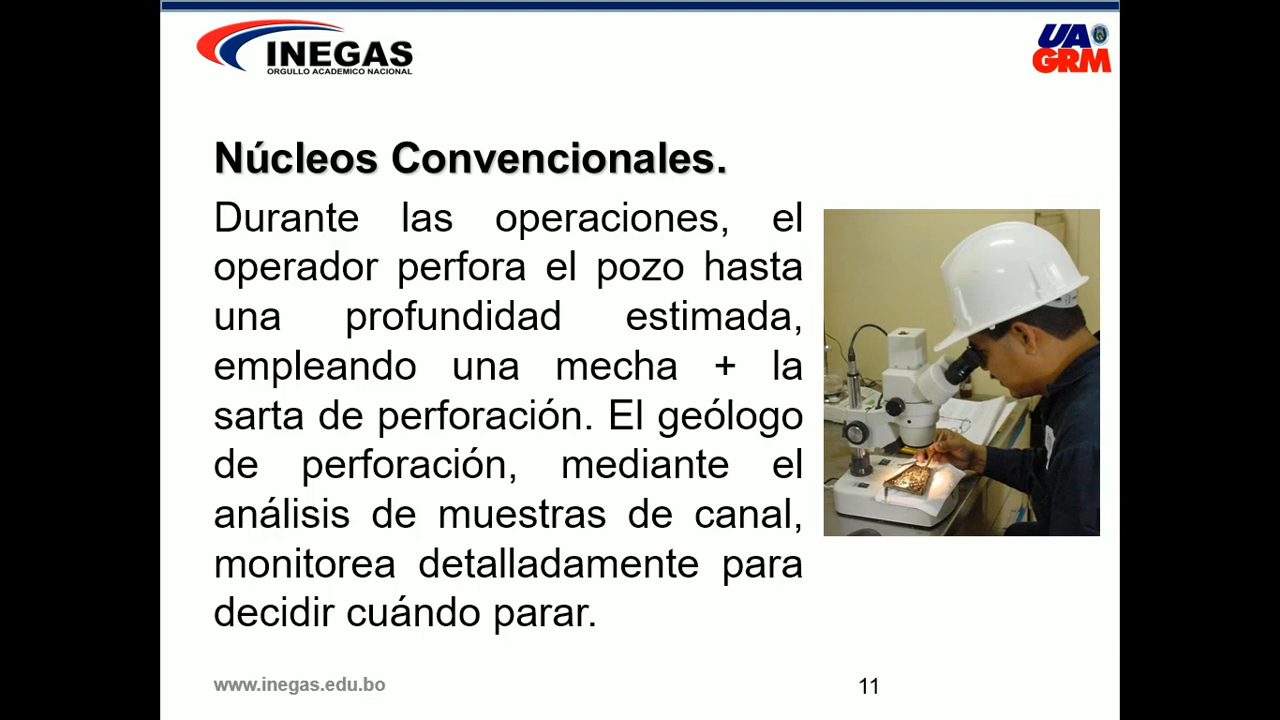 INEGAS
ORGULLO ACADEMICO NACIONAL
UA
GRM
Núcleos Convencionales.
Durante las operaciones, el
operador perfora el pozo hasta
una profundidad estimada,
empleando una mecha + la
sarta de perforación. El geólogo
de perforación, mediante el
análisis de muestras de canal,
monitorea detalladamente para
decidir cuándo parar.
www.inegas.edu.bo
11